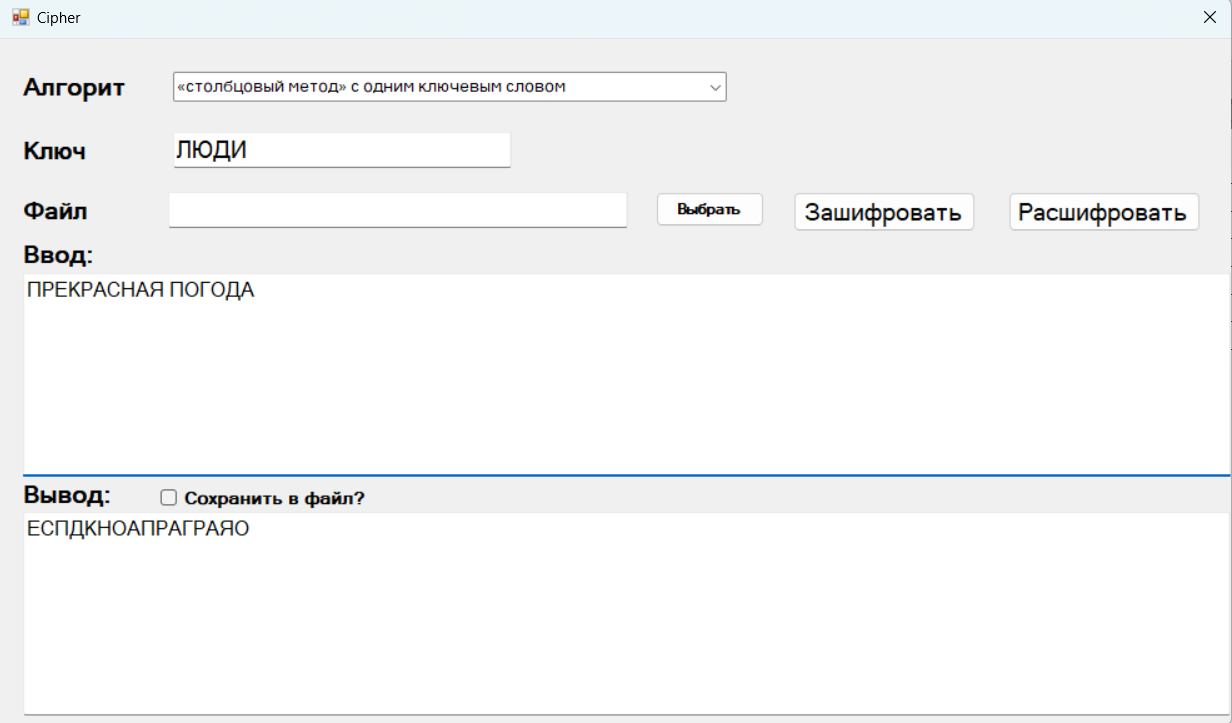 Cipher
Алгорит «столбцовый метод» с одним ключевым словом
Ключ ЛЮДИ
Файл Выбрать Зашифровать Расшифровать
Ввод:
ПРЕКРАСНАЯ ПОГОДА
Вывод: Сохранить в файл?
ЕСПДКНОАПРАГРАЯО